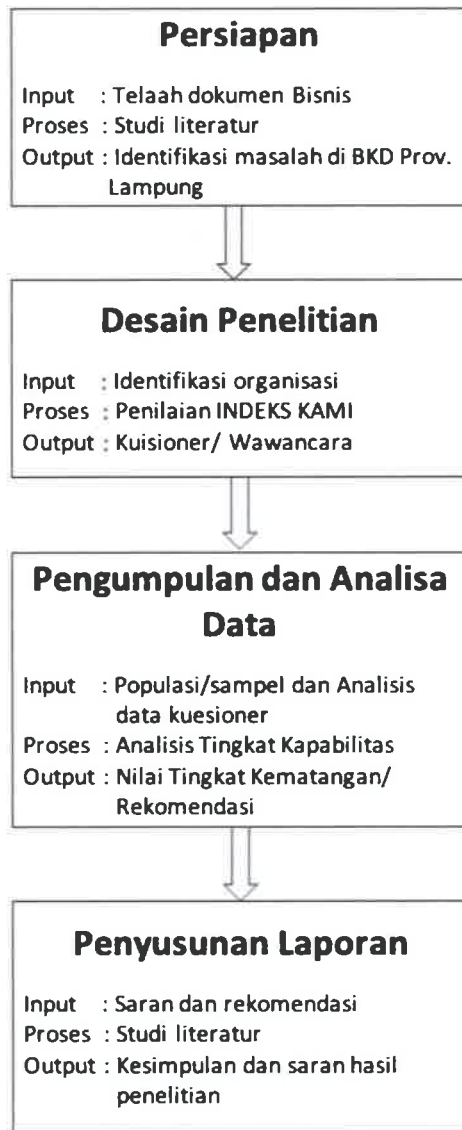 Persiapan
Input : Telaah dokumen Bisnis
Proses : Studi literatur
Output : Identifikasi masalah di BKD Prov.
Lampung
Desain Penelitian
Input : Identifikasi organisasi
Proses : Penilaian INDEKS KAMI
Output : Kuisioner/ Wawancara
Pengumpulan dan Analisa
Data
Input : Populasi/sampel dan Analisis
data kuesioner
Proses : Analisis Tingkat Kapabilitas
Output : Nilai Tingkat Kematangan/
Rekomendasi
Penyusunan Laporan
Input : Saran dan rekomendasi
Proses : Studi literatur
Output : Kesimpulan dan saran hasil
penelitian